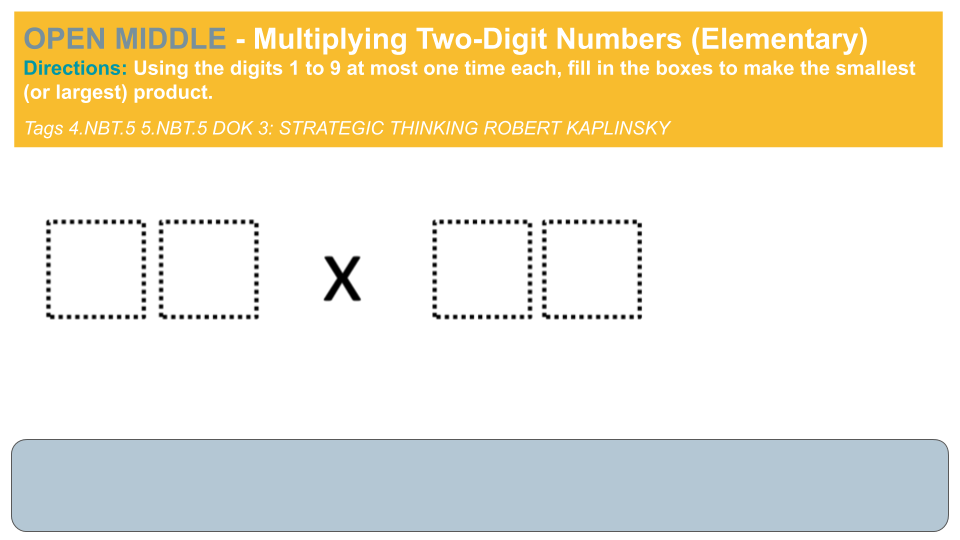 OPEN MIDDLE - Multiplying Two-Digit Numbers (Elementary)
Directions: Using the digits 1 to 9 at most one time each, fill in the boxes to make the smallest
(or largest) product.
Tags 4.NBT.5 5.NBT.5 DOK 3: STRATEGIC THINKING ROBERT KAPLINSKY
x